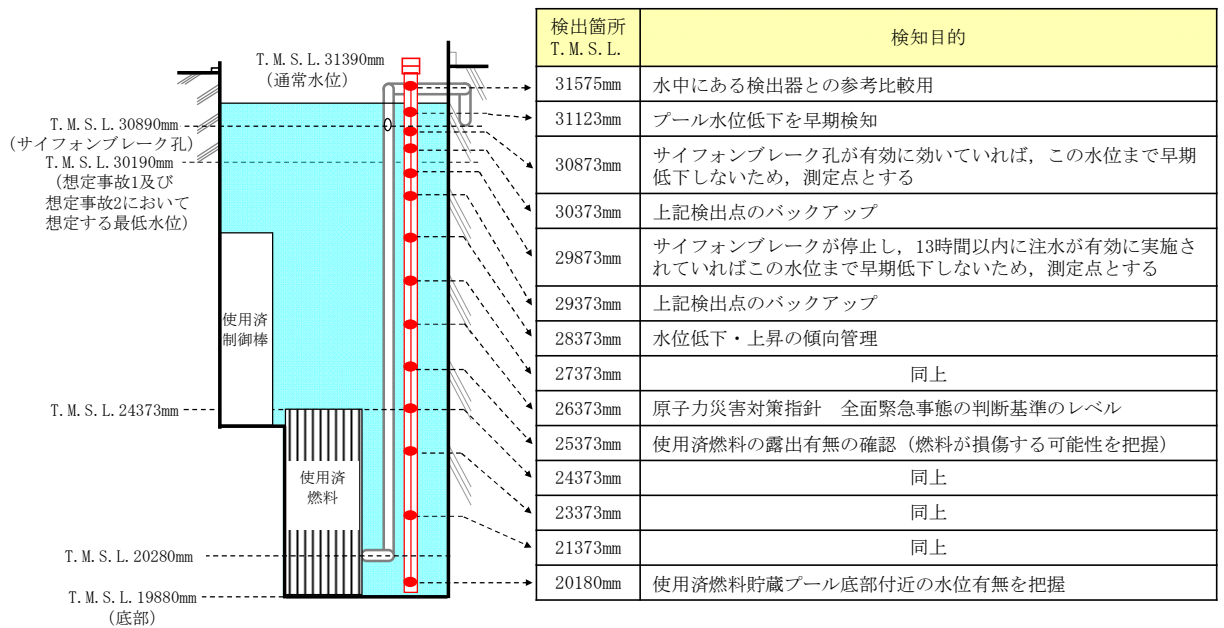 T.M.S.L.31390mm
(通常水位)
T.M.S.L.30890mm
(サイフォンブレーク孔)
T.M.S.L.30190mm
(想定事故1及び
想定事故2において
想定する最低水位)
使用済
制御棒
T.M.S.L.24373mm
使用済
燃料
T.M.S.L.20280mm
T.M.S.L.19880mm
(底部)
検出箇所
T.M.S.L.
検知目的
31575mm 水中にある検出器との参考比較用
31123mm プール水位低下を早期検知
30873mm サイフォンブレーク孔が有効に効いていれば，この水位まで早期
低下しないため，測定点とする
30373mm 上記検出点のバックアップ
29873mm サイフォンブレークが停止し，13時間以内に注水が有効に実施さ
れていればこの水位まで早期低下しないため，測定点とする
29373mm 上記検出点のバックアップ
28373mm 水位低下・上昇の傾向管理
27373mm 同上
26373mm 原子力災害対策指針　全面緊急事態の判断基準のレベル
25373mm 使用済燃料の露出有無の確認（燃料が損傷する可能性を把握）
24373mm 同上
23373mm 同上
21373mm 同上
20180mm 使用済燃料貯蔵プール底部付近の水位有無を把握